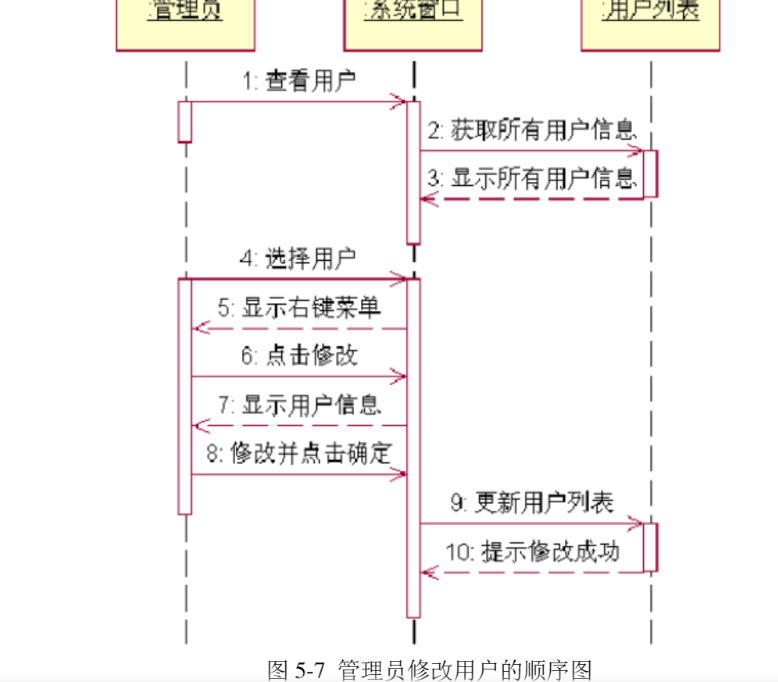 :管理员
:系统窗口
:用户列表
1: 查看用户
2: 获取所有用户信息
3: 显示所有用户信息
4: 选择用户
5: 显示右键菜单
6: 点击修改
7: 显示用户信息
8: 修改并点击确定
9: 更新用户列表
10: 提示修改成功
图 5-7 管理员修改用户的顺序图